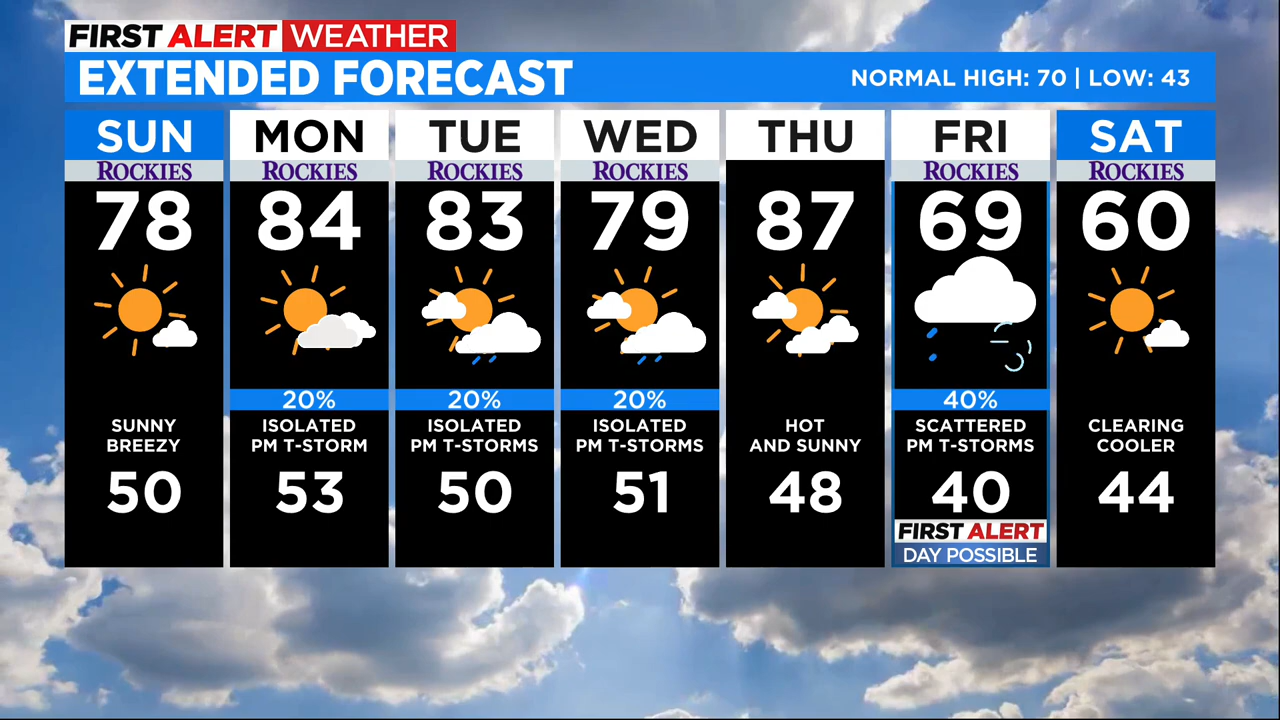 FIRST ALERT WEATHER
EXTENDED FORECAST
NORMAL HIGH: 70 | LOW: 43
SUN
ROCKIES
78
SUNNY
BREEZY
50
MON
ROCKIES
84
20%
ISOLATED
PM T-STORM
53
TUE
ROCKIES
83
20%
ISOLATED
PM T-STORMS
50
WED
ROCKIES
79
20%
ISOLATED
PM T-STORMS
51
THU
87
HOT
AND SUNNY
48
FRI
ROCKIES
69
40%
SCATTERED
PM T-STORMS
40
FIRST ALERT
DAY POSSIBLE
SAT
ROCKIES
60
CLEARING
COOLER
44